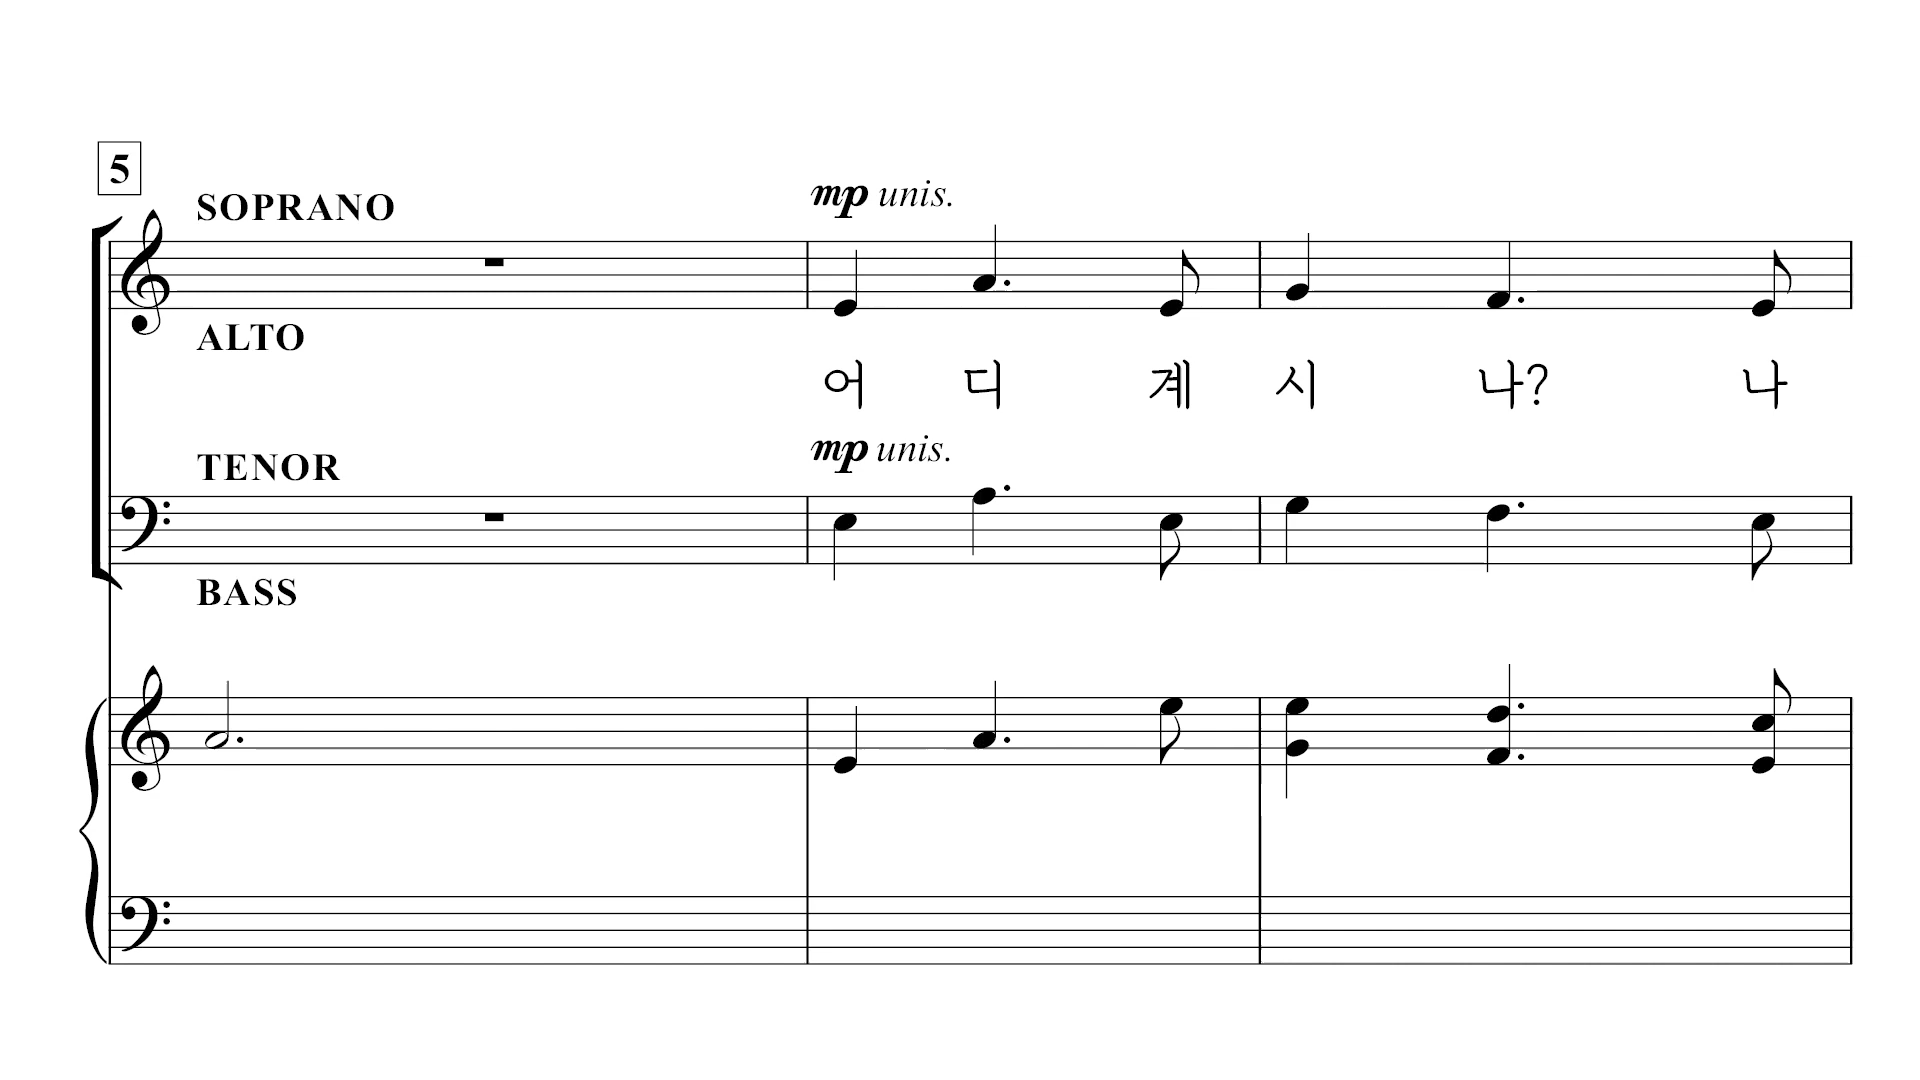 5
SOPRANO
mp unis.
ALTO
어 디 계 시 나? 나
TENOR
mp unis.
BASS